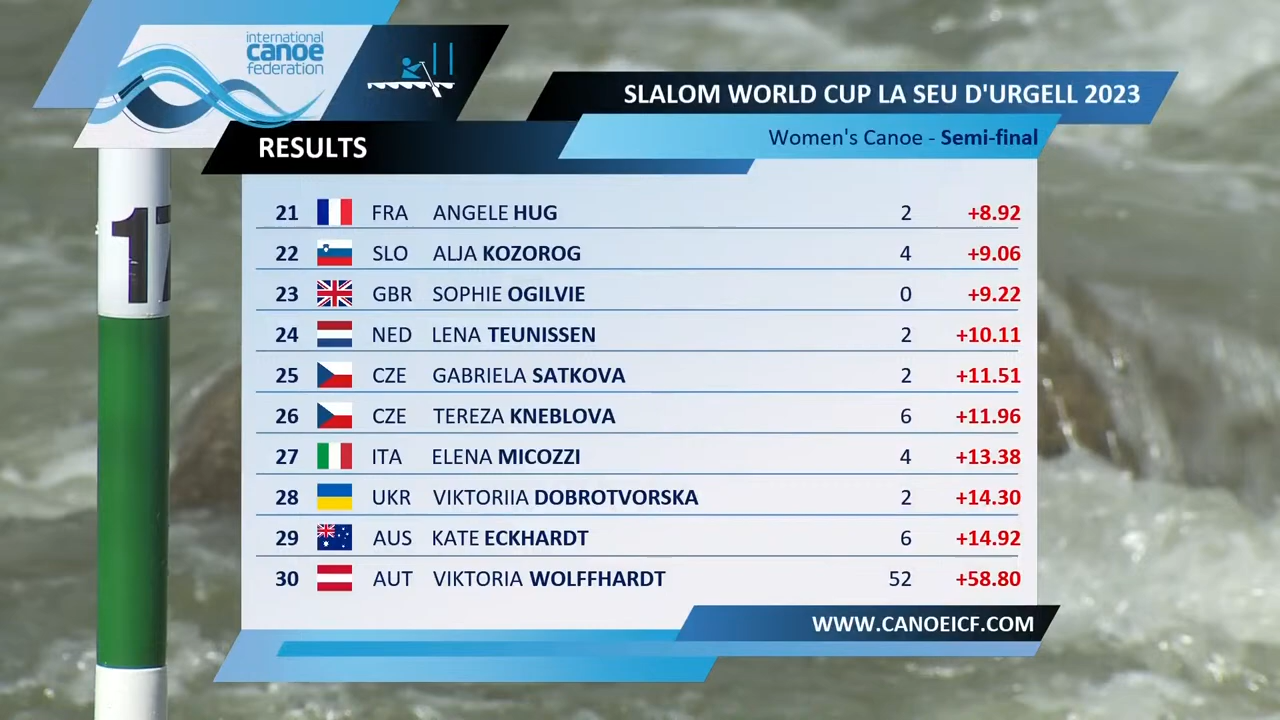 international
canoe
federation
SLALOM WORLD CUP LA SEU D'URGELL 2023
RESULTS
Women's Canoe - Semi-final
21 FRA ANGELE HUG 2 +8.92
22 SLO ALJA KOZOROG 4 +9.06
23 GBR SOPHIE OGILVIE 0 +9.22
24 NED LENA TEUNISSEN 2 +10.11
25 CZE GABRIELA SATKOVA 2 +11.51
26 CZE TEREZA KNEBLOVA 6 +11.96
27 ITA ELENA MICOZZI 4 +13.38
28 UKR VIKTORIIA DOBROTVORSKA 2 +14.30
29 AUS KATE ECKHARDT 6 +14.92
30 AUT VIKTORIA WOLFFHARDT 52 +58.80
WWW.CANOEICF.COM